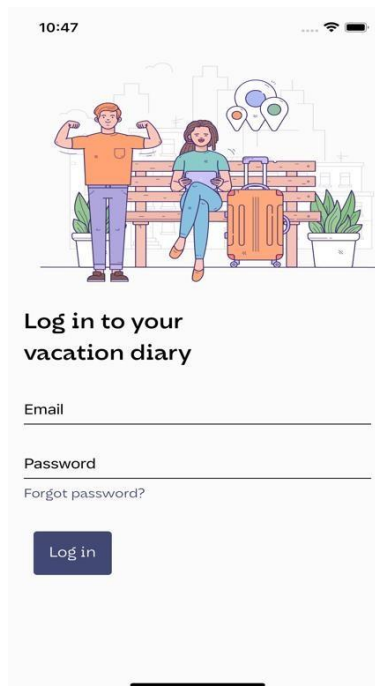 10:47
Log in to your
vacation diary
Email
Password
Forgot password?
Log in